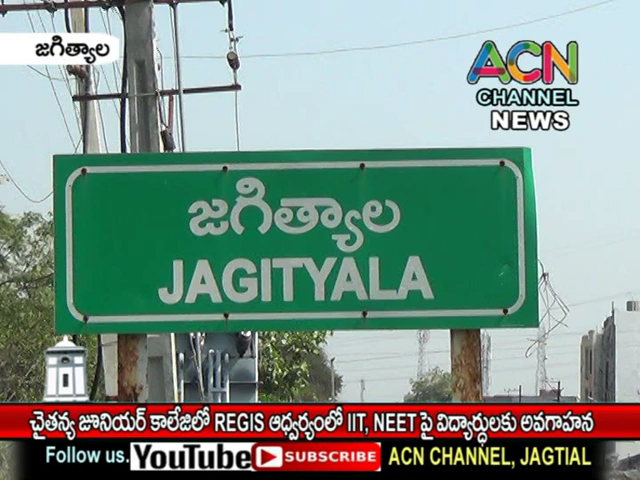 జగిత్యాల
ACN
CHANNEL
NEWS
జగిత్యాల
JAGITYALA
చైతన్య జూనియర్ కాలేజిలో REGIS ఆధ్వర్యంలో IIT, NEET పై విద్యార్థులకు అవగాహన
Follow us. YouTube SUBSCRIBE ACN CHANNEL, JAGTIAL